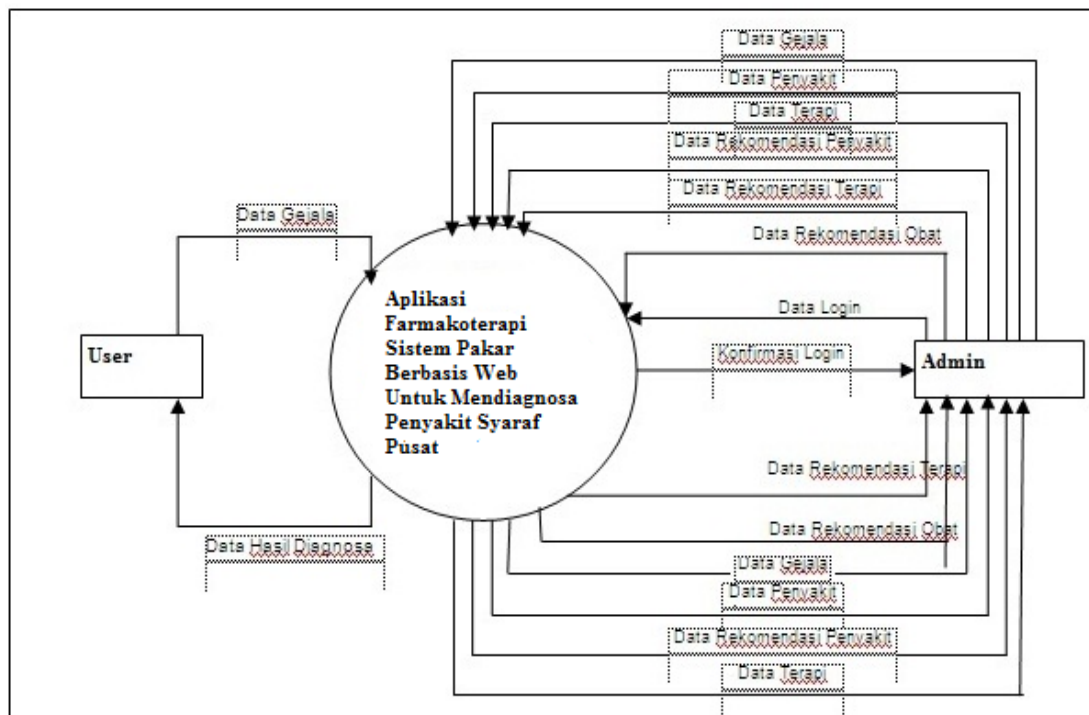 Data Gejala
Data Penyakit
Data Terapi
Data Rekomendasi Penyakit
Data Rekomendasi Terapi
Data Gejala
Data Rekomendasi Obat
Data Login
Aplikasi
Farmakoterapi
Sistem Pakar
Berbasis Web
Untuk Mendiagnosa
Penyakit Syaraf
Pusat
User
Konfirmasi Login
Admin
Data Rekomendasi Terapi
Data Rekomendasi Obat
Data Hasil Diagnosa
Data Gejala
Data Penyakit
Data Rekomendasi Penyakit
Data Terapi